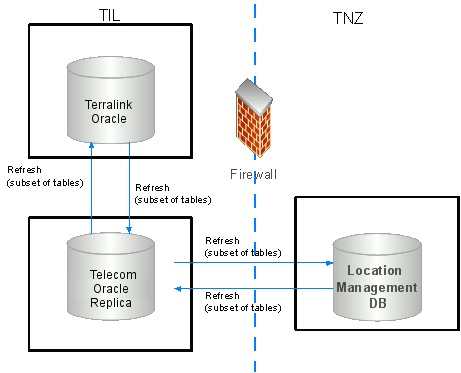 TIL
TNZ
Terralink
Oracle
Firewall
Refresh
(subset of tables)
Refresh
(subset of tables)
Telecom
Oracle
Replica
Refresh
(subset of tables)
Refresh
(subset of tables)
Location
Management
DB